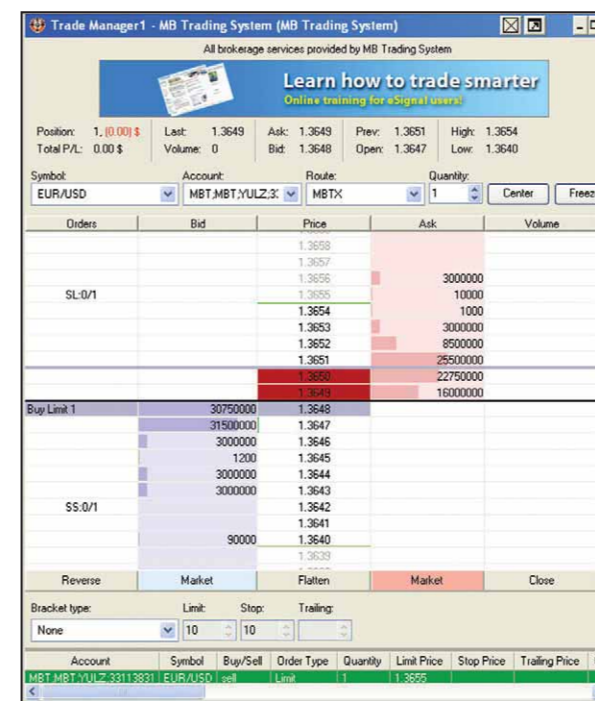 Trade Manager1 - MB Trading System (MB Trading System)
All brokerage services provided by MB Trading System
Learn how to trade smarter
Online training for eSignal users!
Position: 1, (0.00) $ Last: 1.3649 Ask: 1.3649 Prev: 1.3651 High: 1.3654
Total P/L: 0.00 $ Volume: 0 Bid: 1.3648 Open: 1.3647 Low: 1.3640
Symbol: Account: Route: Quantity:
EUR/USD MBT;MBT;YULZ;3: MBTX 1 Center Freez
Orders Bid Price Ask Volume
1.3658
1.3657
1.3656 3000000
SL:0/1 1.3655 10000
1.3654 1000
1.3653 3000000
1.3652 8500000
1.3651 25500000
1.3650 22750000
1.3649 16000000
Buy Limit 1 30750000 1.3648
31500000 1.3647
3000000 1.3646
1200 1.3645
3000000 1.3644
3000000 1.3643
SS:0/1 1.3642
1.3641
90000 1.3640
1.3639
Reverse Market Flatten Market Close
Bracket type: Limit: Stop: Trailing:
None 10 10
Account Symbol Buy/Sell Order Type Quantity Limit Price Stop Price Trailing Price
MBT;MBT;YULZ;33113831 EUR/USD sell Limit 1 1.3655